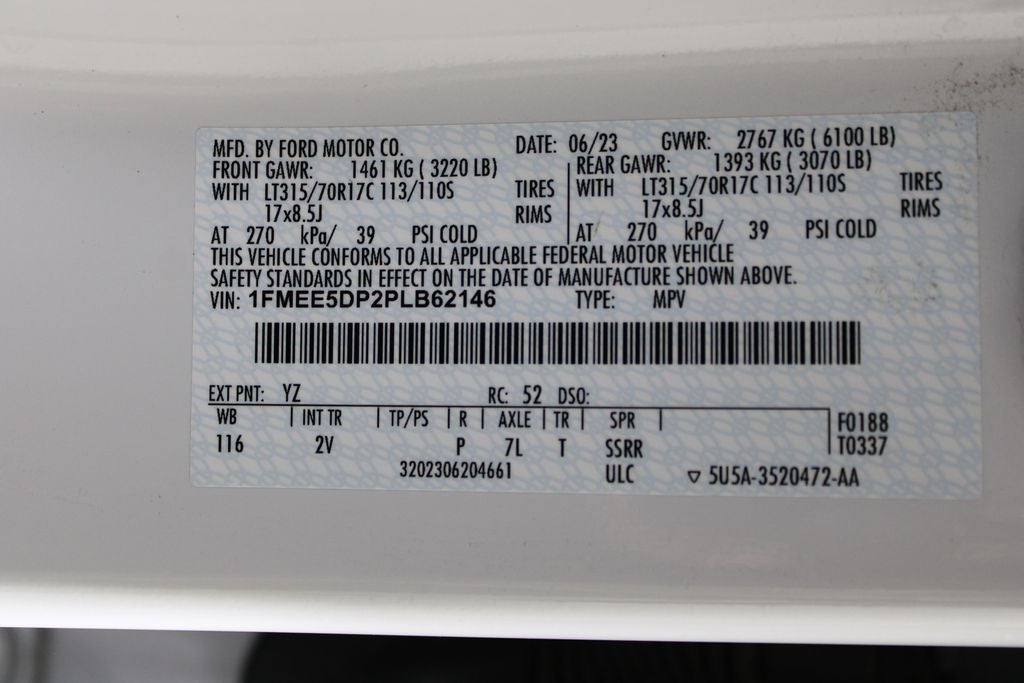 MFD. BY FORD MOTOR CO. DATE: 06/23 GVWR: 2767 KG ( 6100 LB)
FRONT GAWR: 1461 KG ( 3220 LB) REAR GAWR: 1393 KG ( 3070 LB)
WITH LT315/70R17C 113/110S TIRES WITH LT315/70R17C 113/110S TIRES
17x8.5J RIMS 17x8.5J RIMS
AT 270 kPa/ 39 PSI COLD AT 270 kPa/ 39 PSI COLD
THIS VEHICLE CONFORMS TO ALL APPLICABLE FEDERAL MOTOR VEHICLE
SAFETY STANDARDS IN EFFECT ON THE DATE OF MANUFACTURE SHOWN ABOVE.
VIN: 1FMEE5DP2PLB62146 TYPE: MPV
EXT PNT: YZ RC: 52 DSO:
WB INT TR TP/PS R AXLE TR SPR F0188
116 2V P 7L T SSRR T0337
3202306204661 ULC ▽ 5U5A-3520472-AA